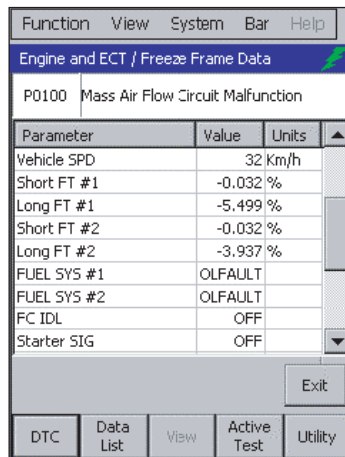 Function View System Bar Help
Engine and ECT / Freeze Frame Data
P0100 Mass Air Flow Circuit Malfunction
Parameter Value Units
Vehicle SPD 32 Km/h
Short FT #1 -0.032 %
Long FT #1 -5.499 %
Short FT #2 -0.032 %
Long FT #2 -3.937 %
FUEL SYS #1 OLFAULT
FUEL SYS #2 OLFAULT
FC IDL OFF
Starter SIG OFF
Exit
DTC Data List View Active Test Utility